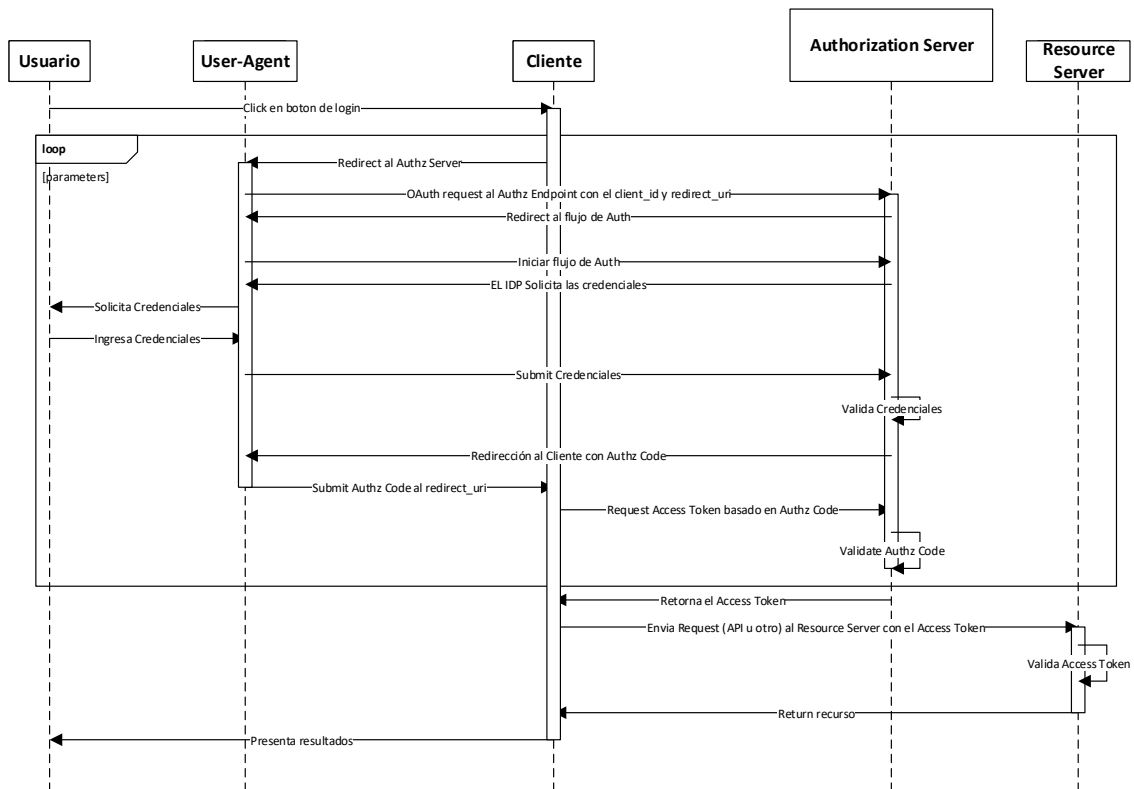 Usuario
User-Agent
Cliente
Authorization Server
Resource
Server
Click en boton de login
loop
[parameters]
Redirect al Authz Server
OAuth request al Authz Endpoint con el client_id y redirect_uri
Redirect al flujo de Auth
Iniciar flujo de Auth
EL IDP Solicita las credenciales
Solicita Credenciales
Ingresa Credenciales
Submit Credenciales
Valida Credenciales
Redirección al Cliente con Authz Code
Submit Authz Code al redirect_uri
Request Access Token basado en Authz Code
Validate Authz Code
Retorna el Access Token
Envia Request (API u otro) al Resource Server con el Access Token
Valida Access Token
Return recurso
Presenta resultados